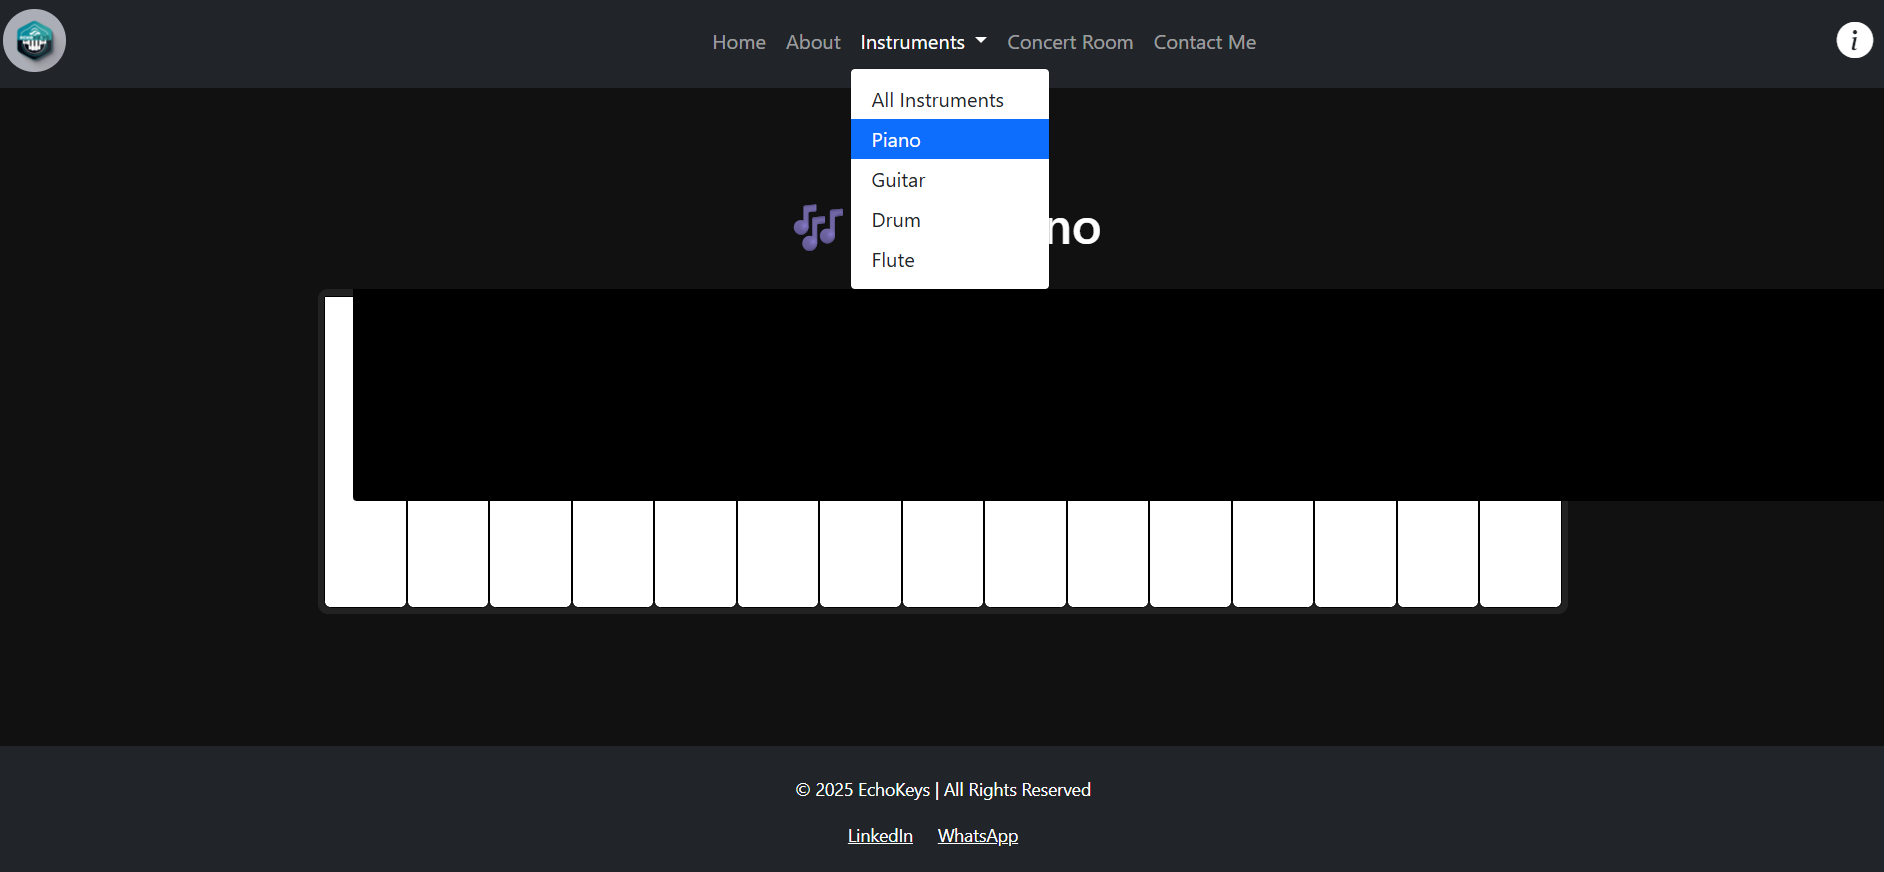 Home About Instruments Concert Room Contact Me
i
All Instruments
Piano
Guitar
Drum
Flute
no
© 2025 EchoKeys | All Rights Reserved
LinkedIn WhatsApp